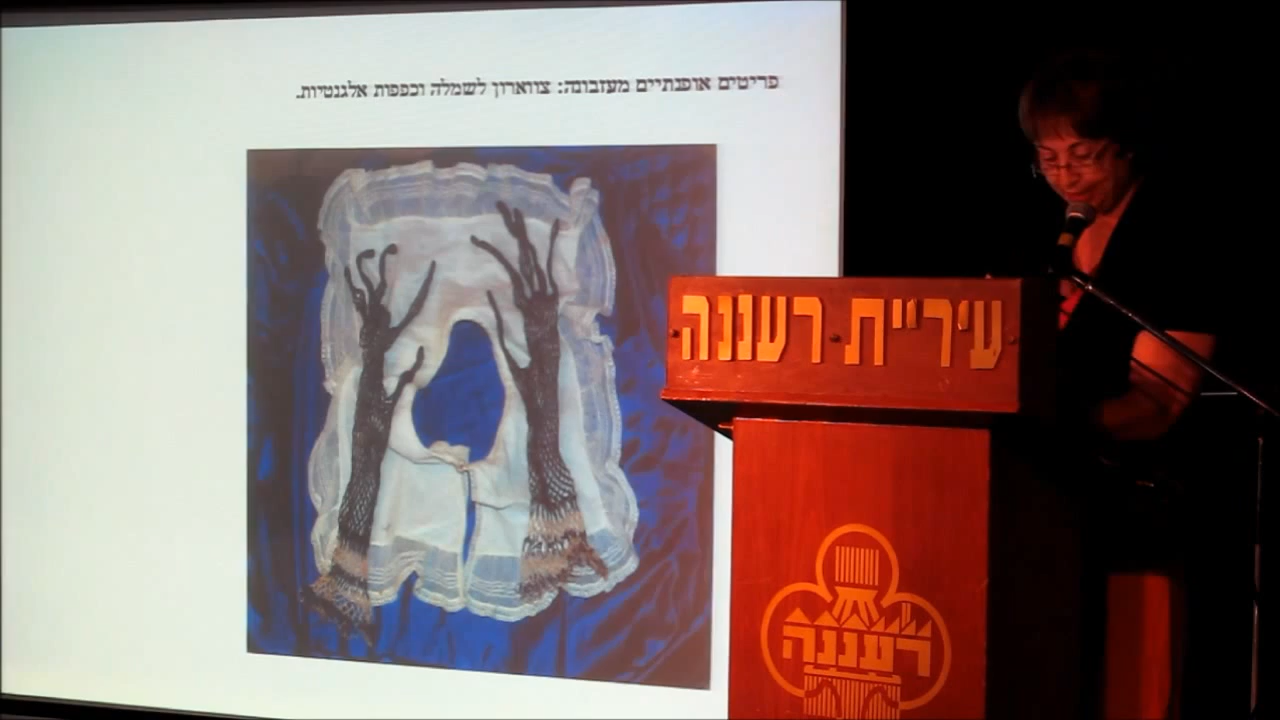 פריטים אופנתיים מעזבונה: צווארון לשמלה וכפפות אלגנטיות.
עיריית רעננה
רעננה